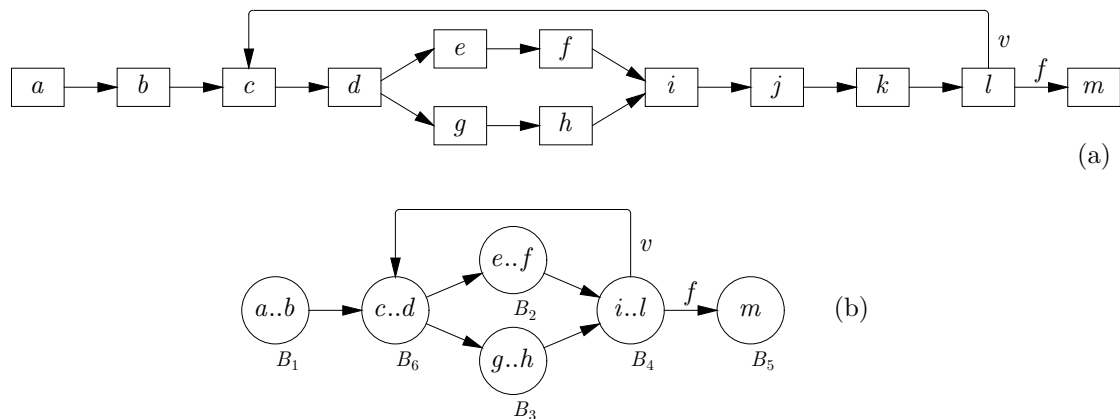 v
e f
a b c d i j k l f m
g h
(a)
v
e..f
a..b c..d B2 i..l f m (b)
B1 B6 g..h B4 B5
B3